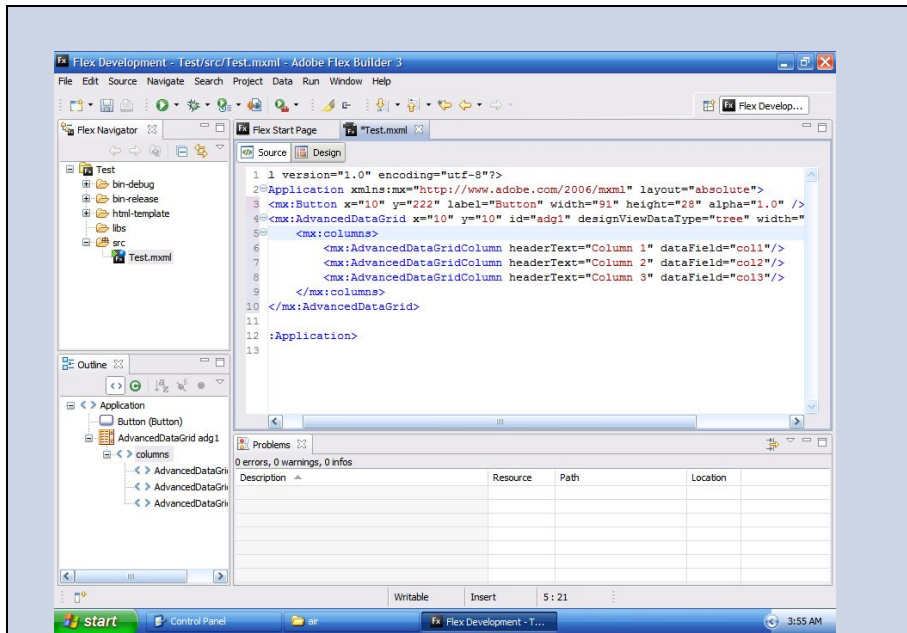 Flex Development - Test/src/Test.mxml - Adobe Flex Builder 3
File Edit Source Navigate Search Project Data Run Window Help
Flex Develop...
Flex Navigator
Flex Start Page
*Test.mxml
Source
Design
Test
bin-debug
bin-release
html-template
libs
src
Test.mxml
1 l version="1.0" encoding="utf-8"?>
2 Application xmlns:mx="http://www.adobe.com/2006/mxml" layout="absolute">
3 <mx:Button x="10" y="222" label="Button" width="91" height="28" alpha="1.0" />
4 <mx:AdvancedDataGrid x="10" y="10" id="adg1" designViewDataType="tree" width="
5 <mx:columns>
6 <mx:AdvancedDataGridColumn headerText="Column 1" dataField="col1"/>
7 <mx:AdvancedDataGridColumn headerText="Column 2" dataField="col2"/>
8 <mx:AdvancedDataGridColumn headerText="Column 3" dataField="col3"/>
9 </mx:columns>
10 </mx:AdvancedDataGrid>
11
12 :Application>
13
Outline
Application
Button (Button)
AdvancedDataGrid adg1
columns
AdvancedDataGri
AdvancedDataGri
AdvancedDataGri
Problems
0 errors, 0 warnings, 0 infos
Description Resource Path Location
Writable Insert 5 : 21
start Control Panel air Flex Development - T... 3:55 AM